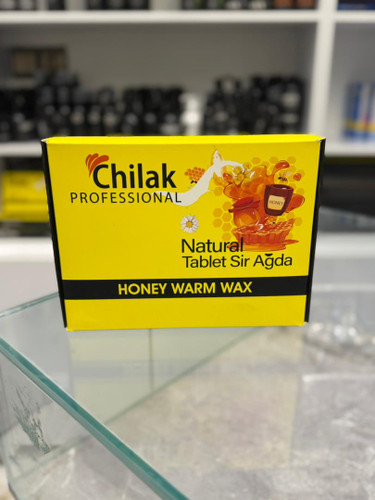 Chilak
PROFESSIONAL
HONEY
Natural
Tablet Sir Ağda
HONEY WARM WAX